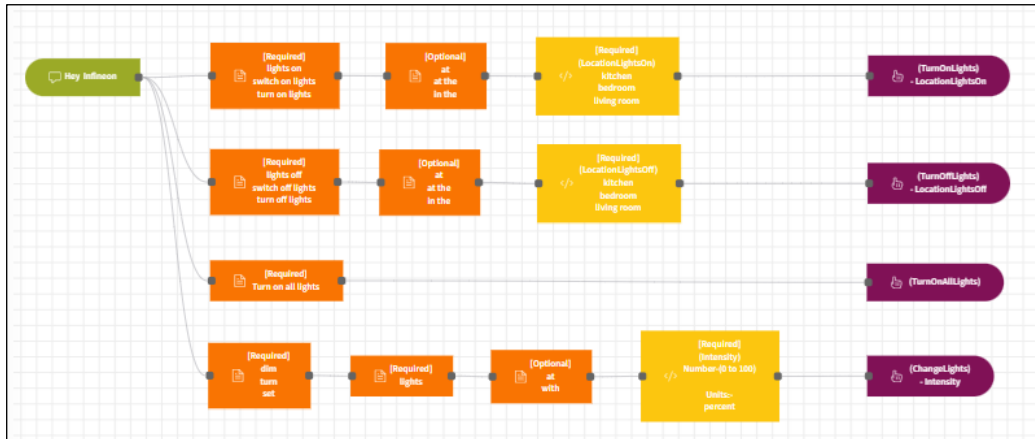 Hey Infineon
[Required]
lights on
switch on lights
turn on lights
[Optional]
at
at the
in the
[Required]
(LocationLightsOn)
kitchen
bedroom
living room
(TurnOnLights)
- LocationLightsOn
[Required]
lights off
switch off lights
turn off lights
[Optional]
at
at the
in the
[Required]
(LocationLightsOff)
kitchen
bedroom
living room
(TurnOffLights)
- LocationLightsOff
[Required]
Turn on all lights
(TurnOnAllLights)
[Required]
dim
turn
set
[Required]
lights
[Optional]
at
with
[Required]
(Intensity)
Number-(0 to 100)
Units:-
percent
(ChangeLights)
- Intensity